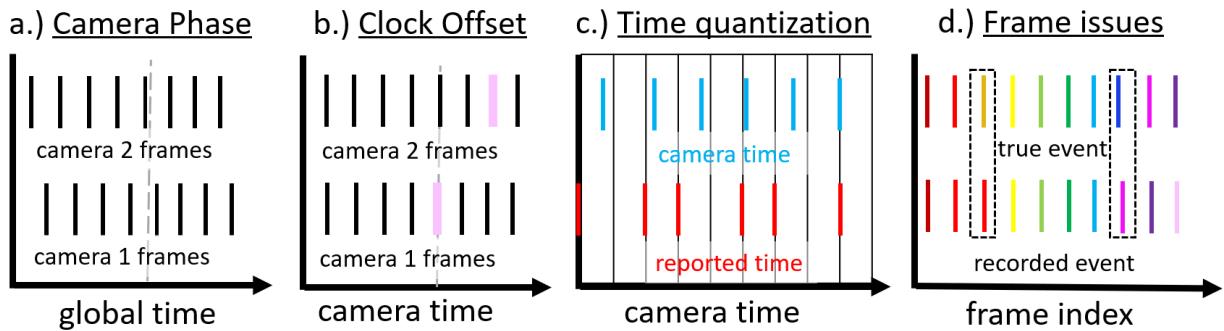 a.) Camera Phase
camera 2 frames
camera 1 frames
global time
b.) Clock Offset
camera 2 frames
camera 1 frames
camera time
c.) Time quantization
camera time
reported time
camera time
d.) Frame issues
true event
recorded event
frame index